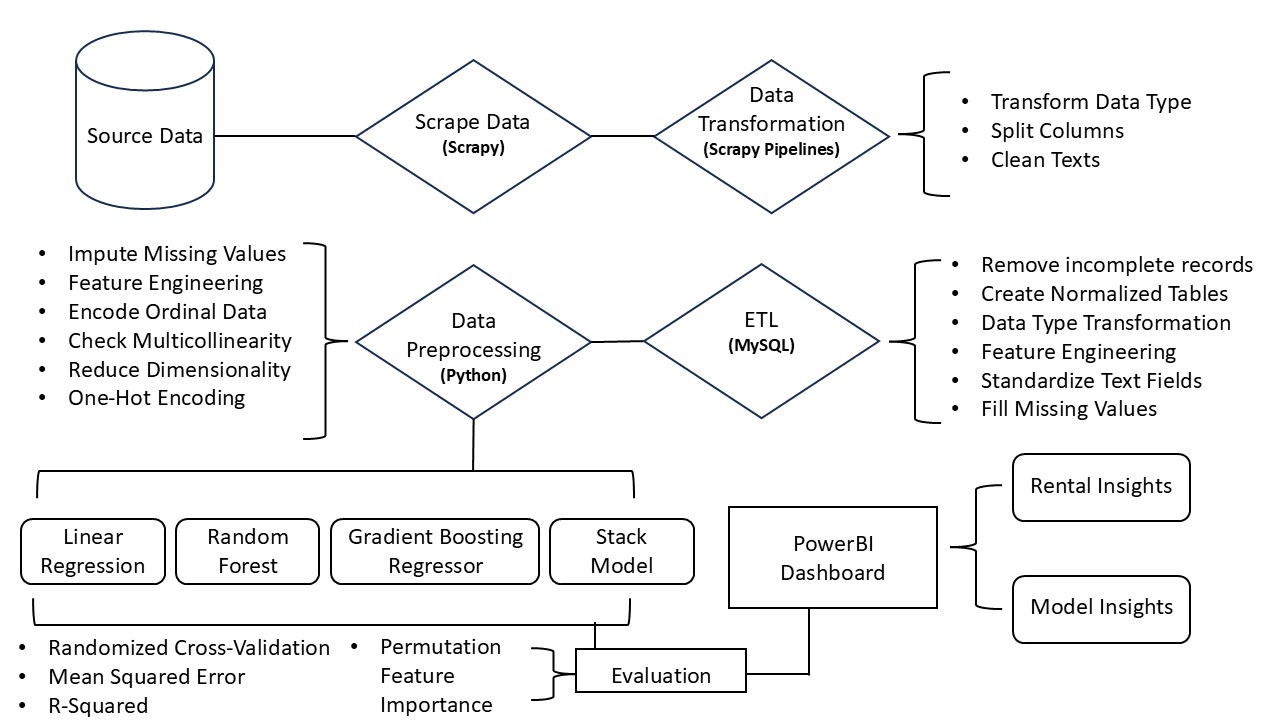 Source Data
Scrape Data
(Scrapy)
Data
Transformation
(Scrapy Pipelines)
• Transform Data Type
• Split Columns
• Clean Texts
• Impute Missing Values
• Feature Engineering
• Encode Ordinal Data
• Check Multicollinearity
• Reduce Dimensionality
• One-Hot Encoding
Data
Preprocessing
(Python)
ETL
(MySQL)
• Remove incomplete records
• Create Normalized Tables
• Data Type Transformation
• Feature Engineering
• Standardize Text Fields
• Fill Missing Values
Linear
Regression
Random
Forest
Gradient Boosting
Regressor
Stack
Model
PowerBI
Dashboard
Rental Insights
Model Insights
• Randomized Cross-Validation
• Mean Squared Error
• R-Squared
• Permutation
Feature
Importance
Evaluation